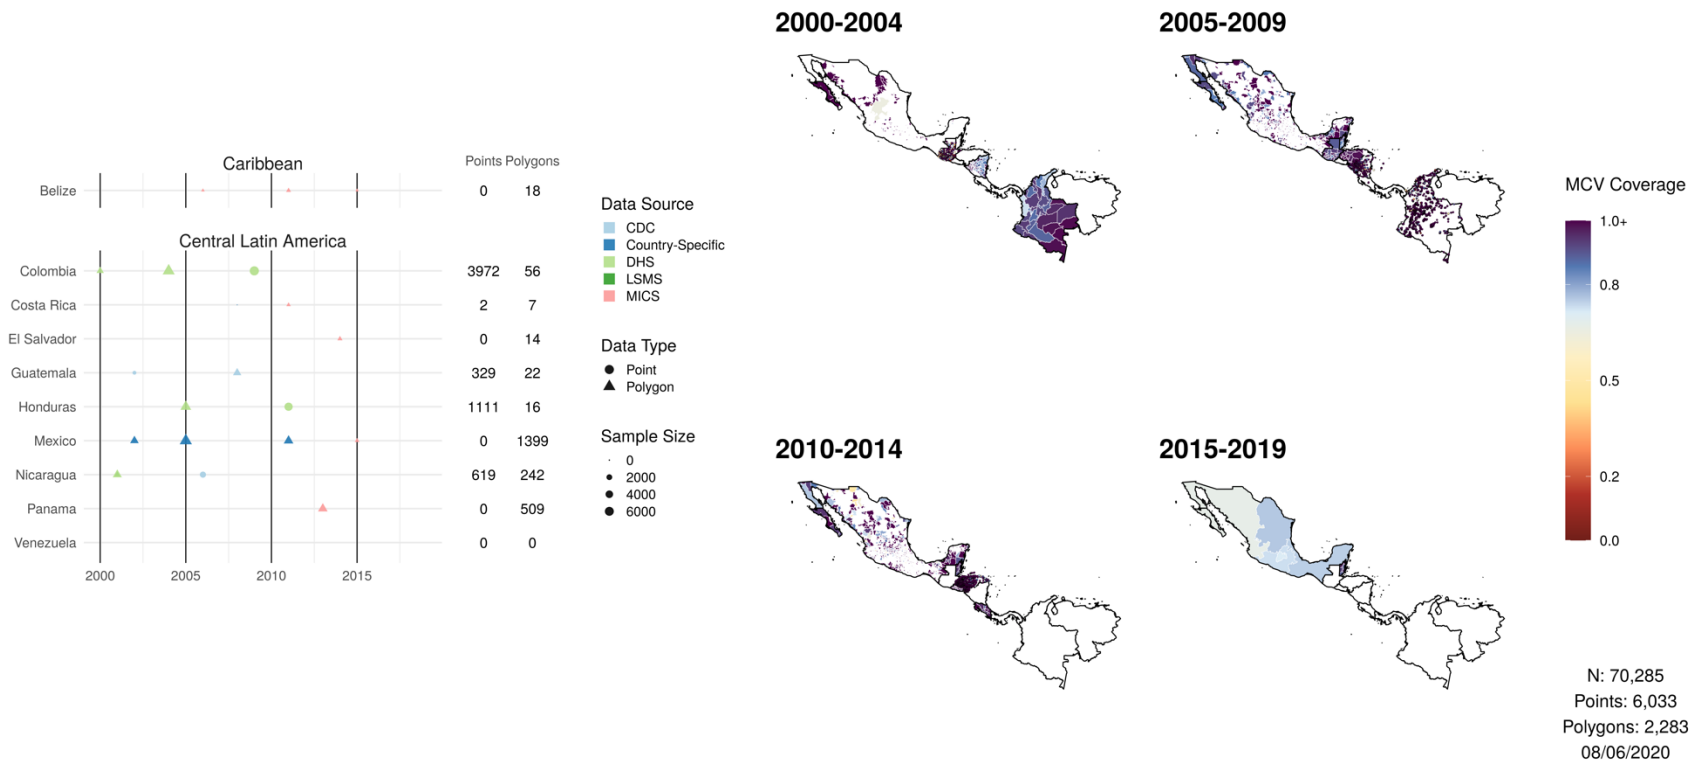 2000-2004
2005-2009
Caribbean
Points Polygons
Belize 0 18
Central Latin America
Colombia 3972 56
Costa Rica 2 7
El Salvador 0 14
Guatemala 329 22
Honduras 1111 16
Mexico 0 1399
Nicaragua 619 242
Panama 0 509
Venezuela 0 0
2000 2005 2010 2015
Data Source
CDC
Country-Specific
DHS
LSMS
MICS
Data Type
Point
Polygon
Sample Size
0
2000
4000
6000
2010-2014
2015-2019
MCV Coverage
1.0+
0.8
0.5
0.2
0.0
N: 70,285
Points: 6,033
Polygons: 2,283
08/06/2020